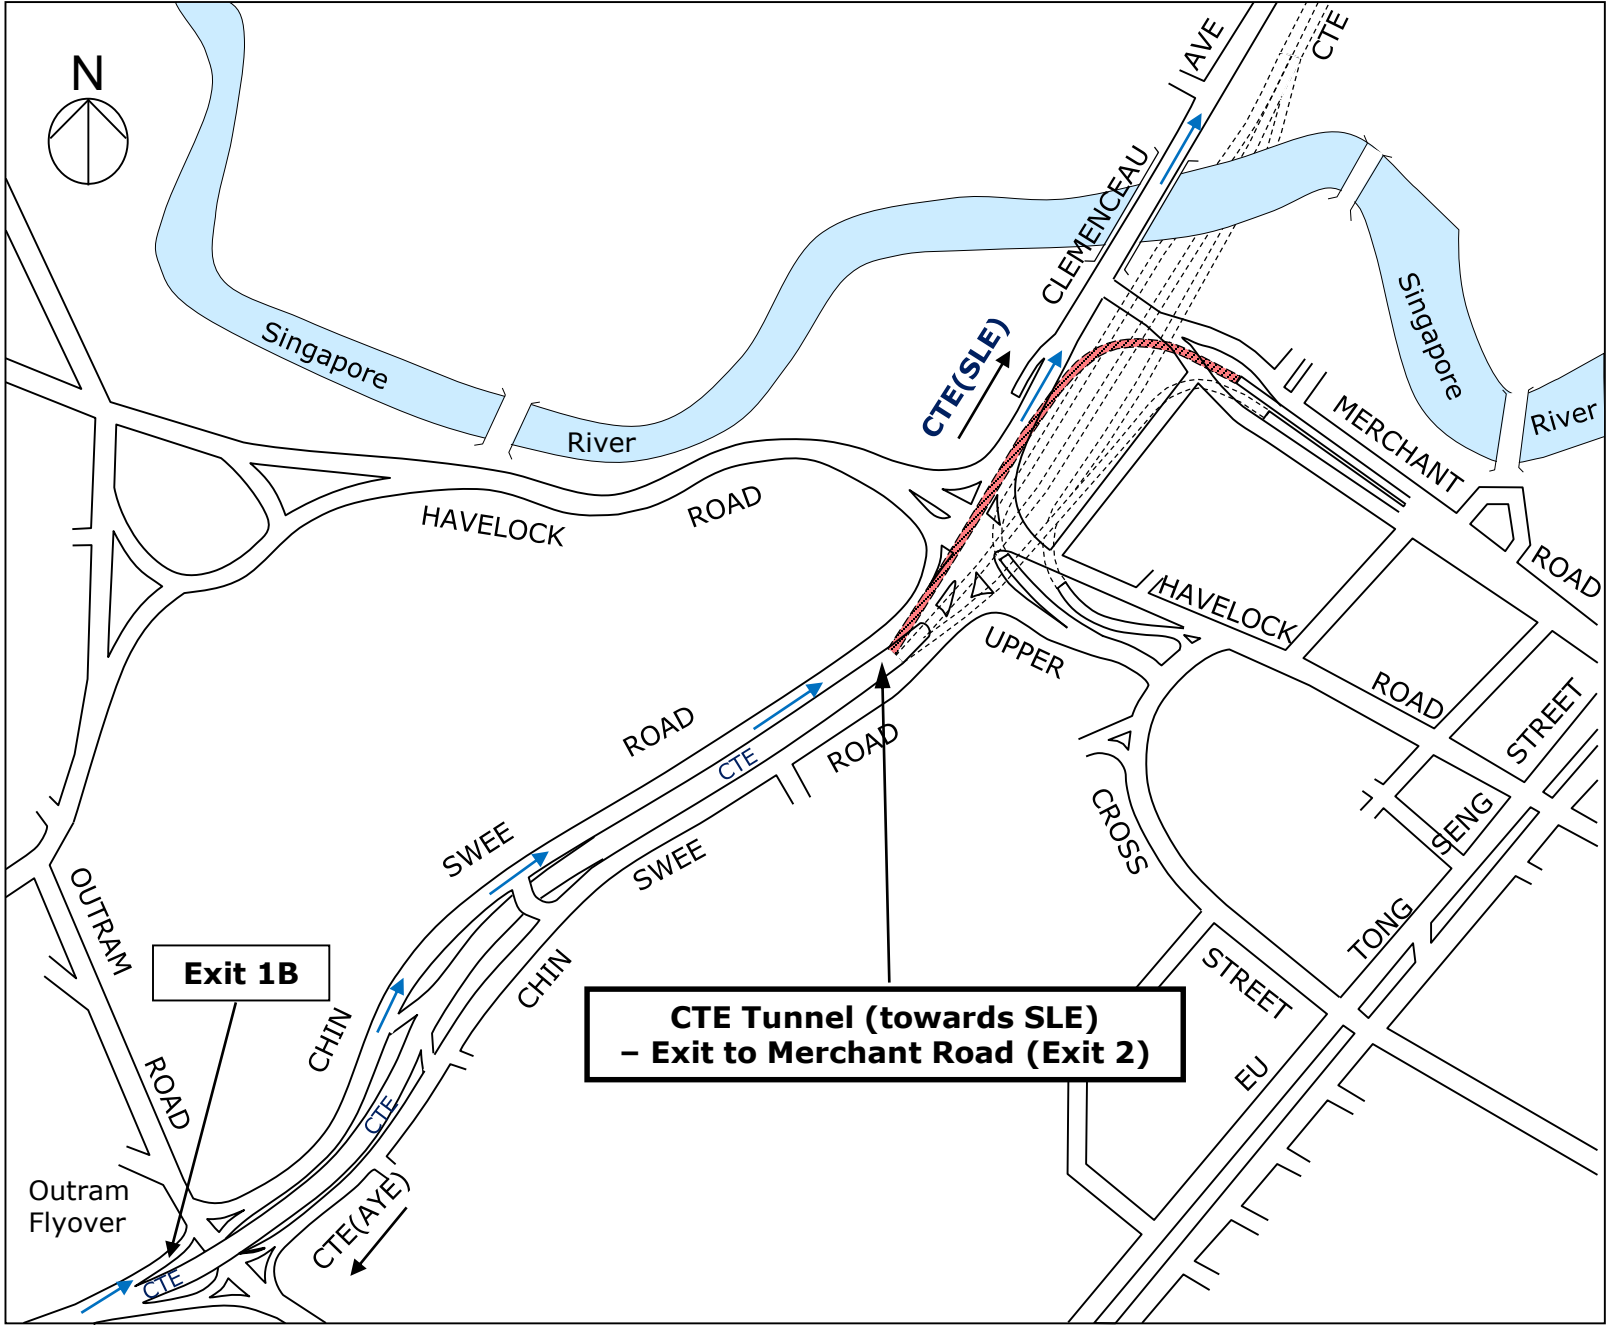 AVE
CTE
N
CLEMENCEAU
Singapore
Singapore
CTE(SLE)
River
River
MERCHANT
ROAD
HAVELOCK
ROAD
HAVELOCK
ROAD
UPPER
ROAD
STREET
ROAD
CTE
ROAD
SWEE
SWEE
CROSS
SENG
OUTRAM
TONG
Exit 1B
CHIN
STREET
CHIN
CTE Tunnel (towards SLE)
– Exit to Merchant Road (Exit 2)
ROAD
EU
CTE
Outram
Flyover
CTE(AYE)
CTE